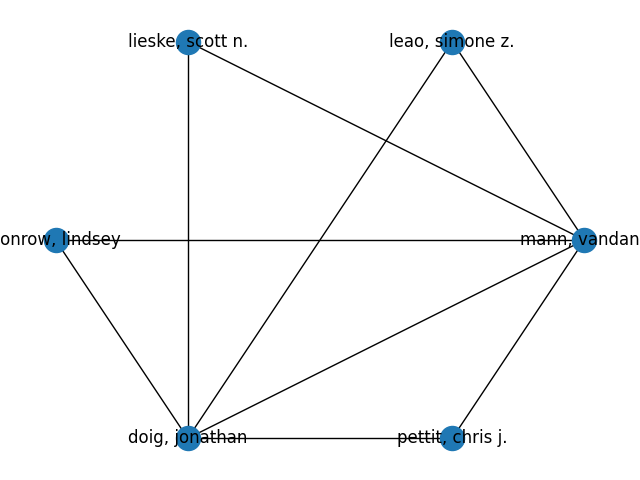 lieske, scott n.
leao, simone z.
onrow, lindsey
mann, vandan
doig, jonathan
pettit, chris j.